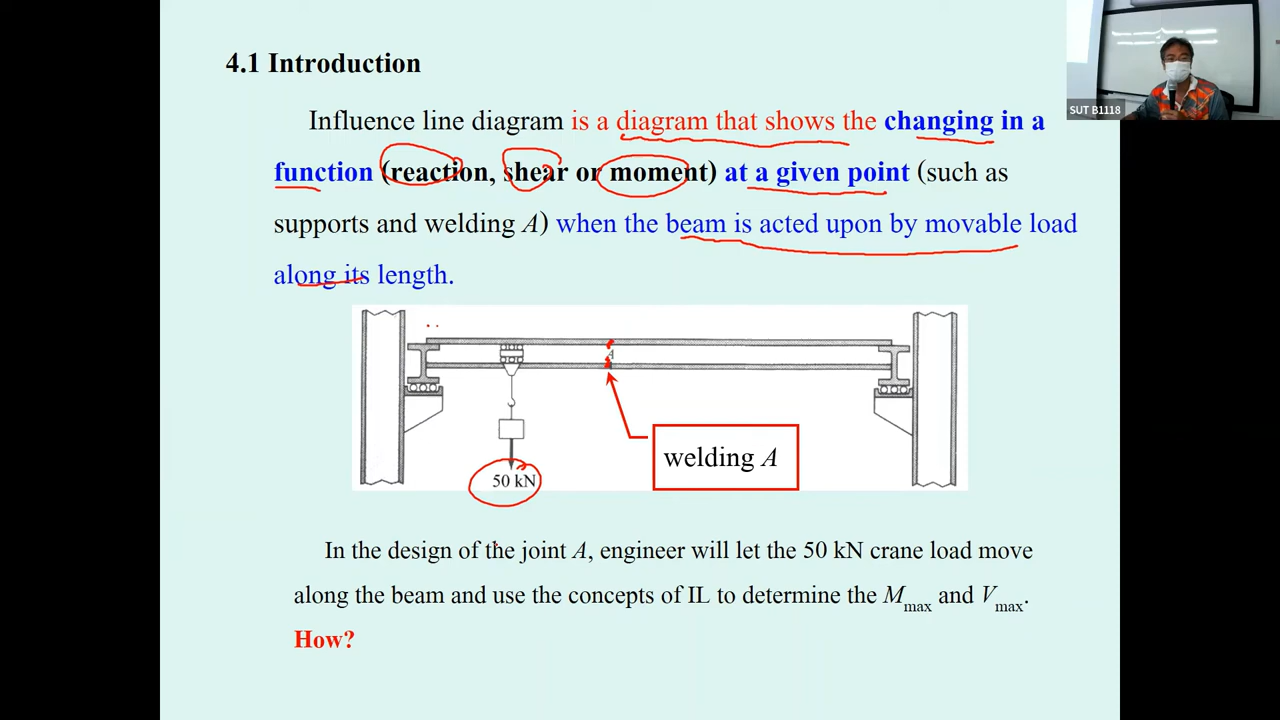 4.1 Introduction
SUT B1118
Influence line diagram is a diagram that shows the changing in a
function (reaction, shear or moment) at a given point (such as
supports and welding A) when the beam is acted upon by movable load
along its length.
A
welding A
50 kN
In the design of the joint A, engineer will let the 50 kN crane load move
along the beam and use the concepts of IL to determine the Mmax and Vmax.
How?